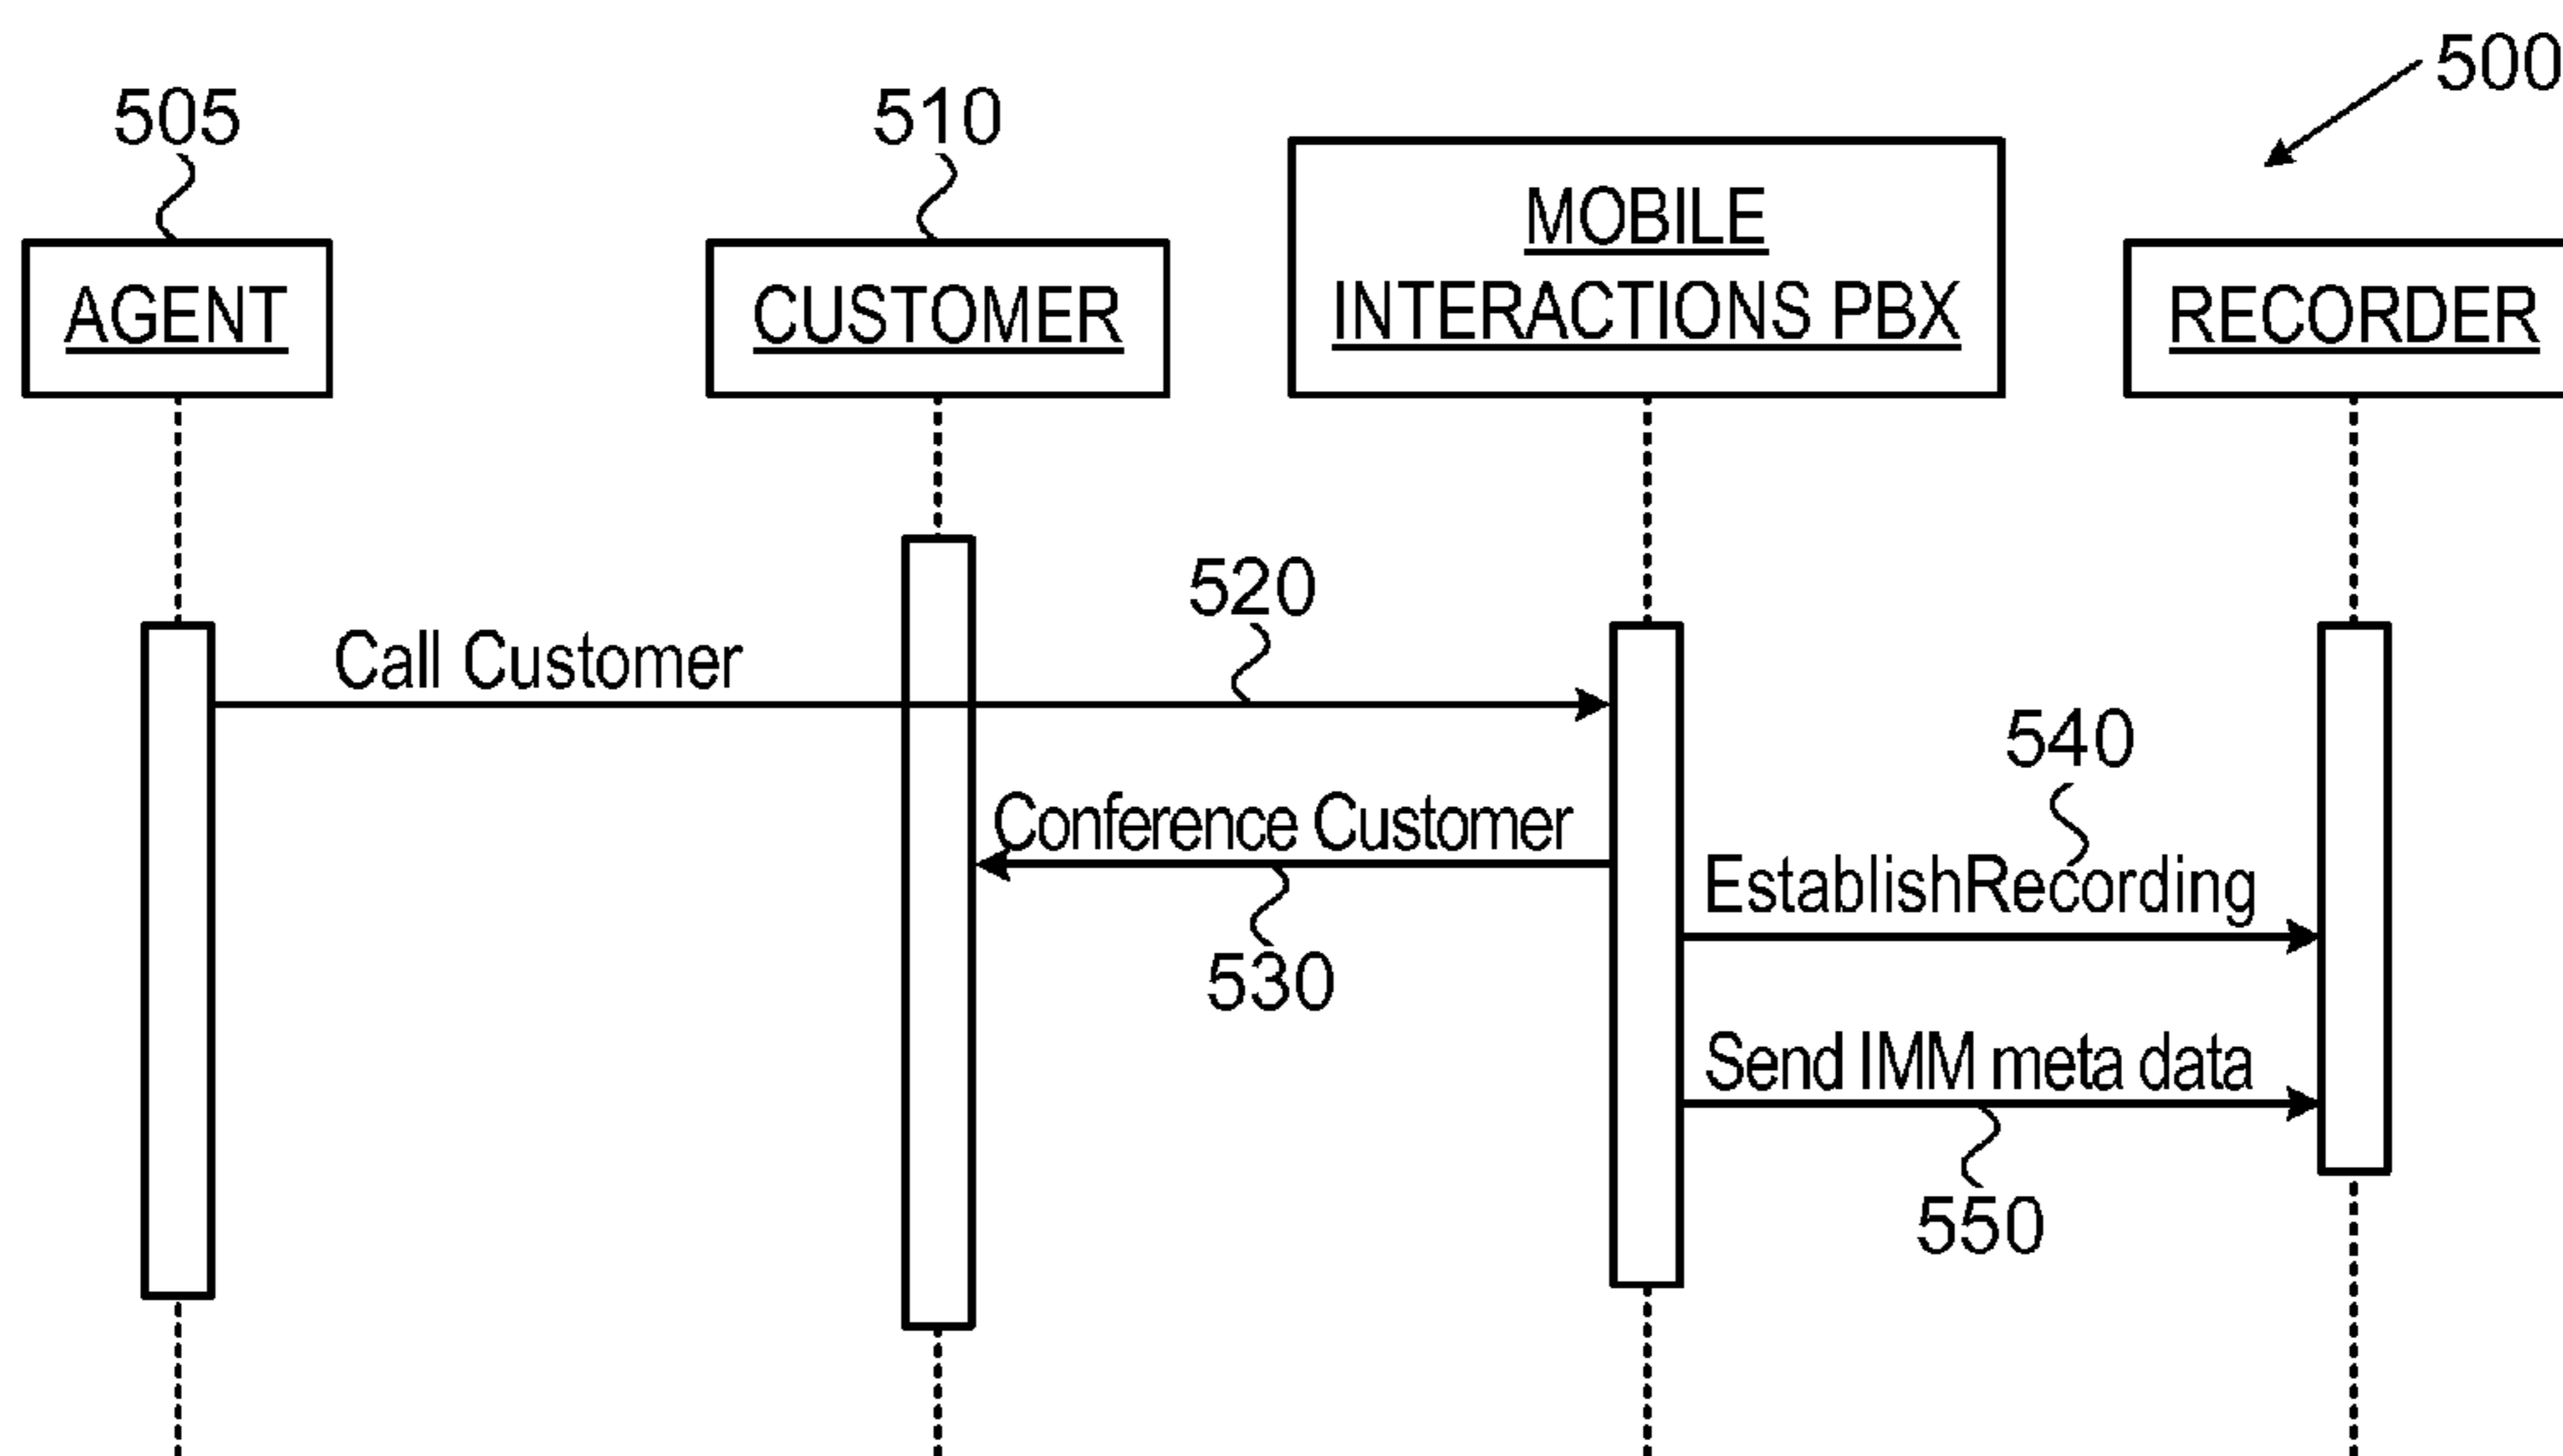 500
505
510
AGENT
CUSTOMER
MOBILE
INTERACTIONS PBX
RECORDER
520
Call Customer
540
Conference Customer
EstablishRecording
530
Send IMM meta data
550